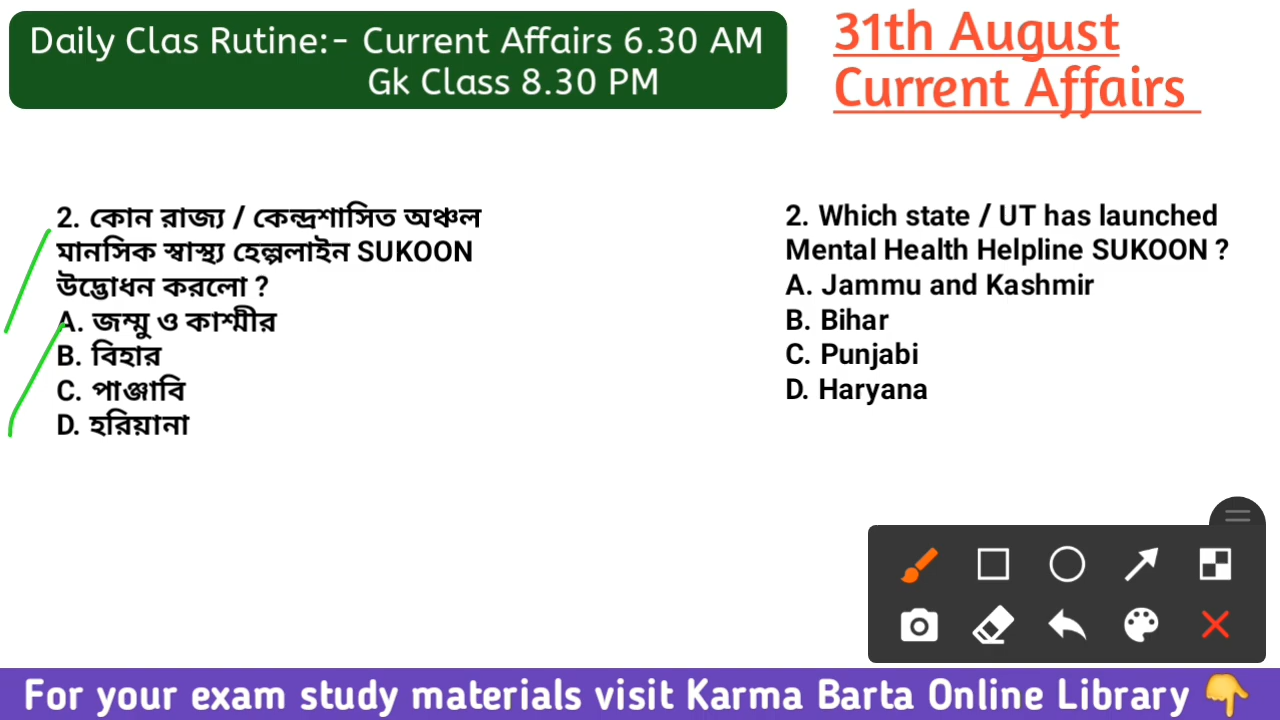 Daily Clas Rutine:- Current Affairs 6.30 AM
Gk Class 8.30 PM
31th August
Current Affairs
2. কোন রাজ্য / কেন্দ্রশাসিত অঞ্চল
মানসিক স্বাস্থ্য হেল্পলাইন SUKOON
উদ্ভোধন করলো ?
A. জম্মু ও কাশ্মীর
B. বিহার
C. পাঞ্জাবি
D. হরিয়ানা
2. Which state / UT has launched
Mental Health Helpline SUKOON ?
A. Jammu and Kashmir
B. Bihar
C. Punjabi
D. Haryana
For your exam study materials visit Karma Barta Online Library 👇